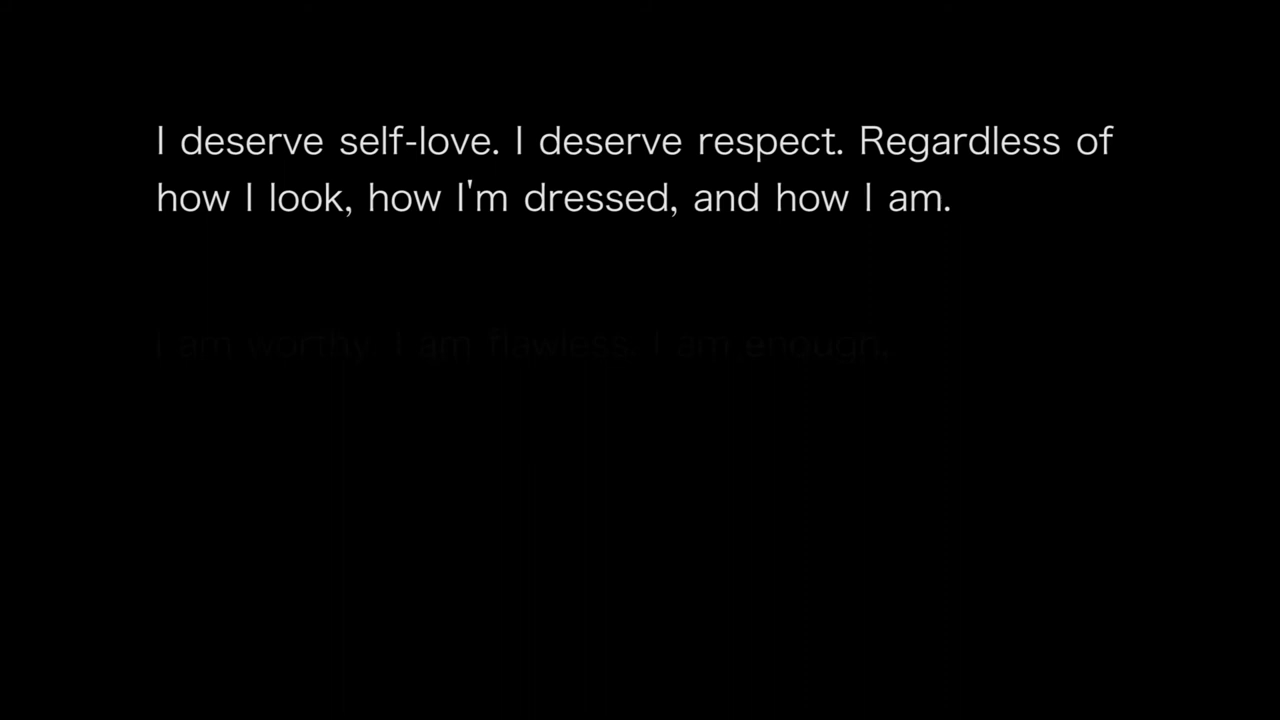 I deserve self-love. I deserve respect. Regardless of
how I look, how I'm dressed, and how I am.
I am worthy. I am flawless. I am enough.